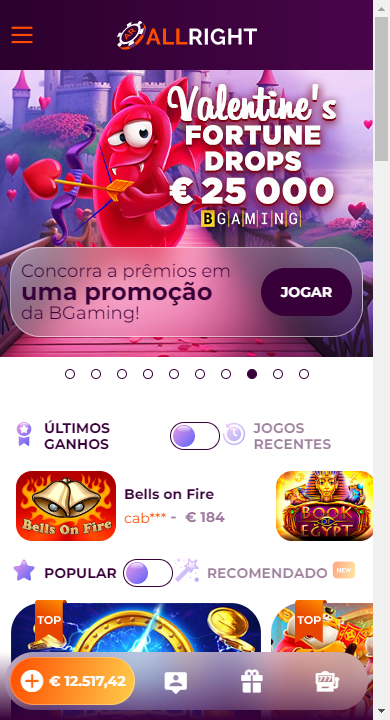 AR ALLRIGHT
Valentine's
FORTUNE
DROPS
€ 25 000
BGAMING
Concorra a prêmios em
uma promoção
da BGaming!
JOGAR
ÚLTIMOS
GANHOS
JOGOS
RECENTES
Bells On Fire
BOOK
OF
EGYPT
Bells on Fire
cab*** - € 184
POPULAR
RECOMENDADO
NEW
TOP
TOP
€ 12.517,42
777